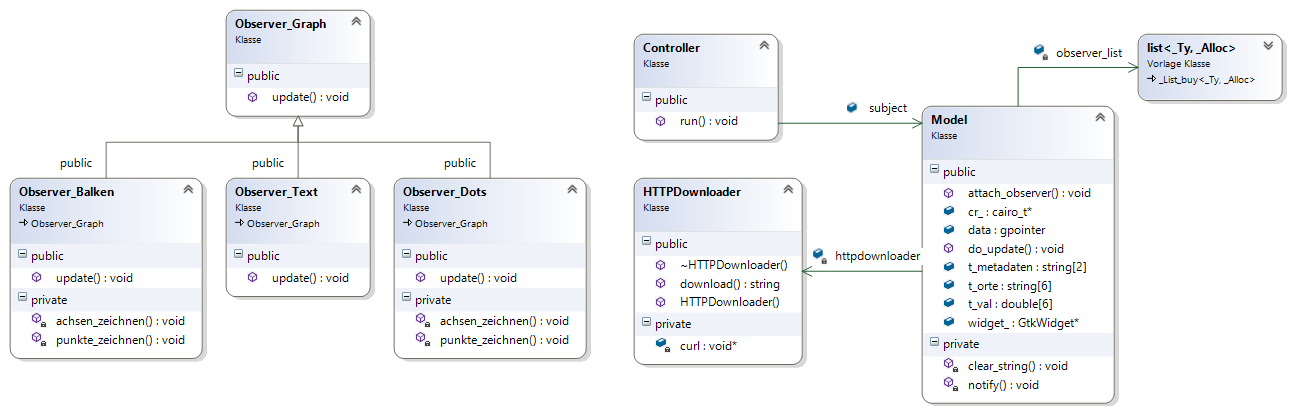 Observer_Graph
Klasse
public
update() : void
public
public
public
Observer_Balken
Klasse
Observer_Graph
public
update() : void
private
achsen_zeichnen() : void
punkte_zeichnen() : void
Observer_Text
Klasse
Observer_Graph
public
update() : void
Observer_Dots
Klasse
Observer_Graph
public
update() : void
private
achsen_zeichnen() : void
punkte_zeichnen() : void
Controller
Klasse
public
run() : void
subject
observer_list
list<_Ty, _Alloc>
Vorlage Klasse
_List_buy<_Ty, _Alloc>
HTTPDownloader
Klasse
public
~HTTPDownloader()
download() : string
HTTPDownloader()
private
curl : void*
httpdownloader
Model
Klasse
public
attach_observer() : void
cr_ : cairo_t*
data : gpointer
do_update() : void
t_metadaten : string[2]
t_orte : string[6]
t_val : double[6]
widget_ : GtkWidget*
private
clear_string() : void
notify() : void